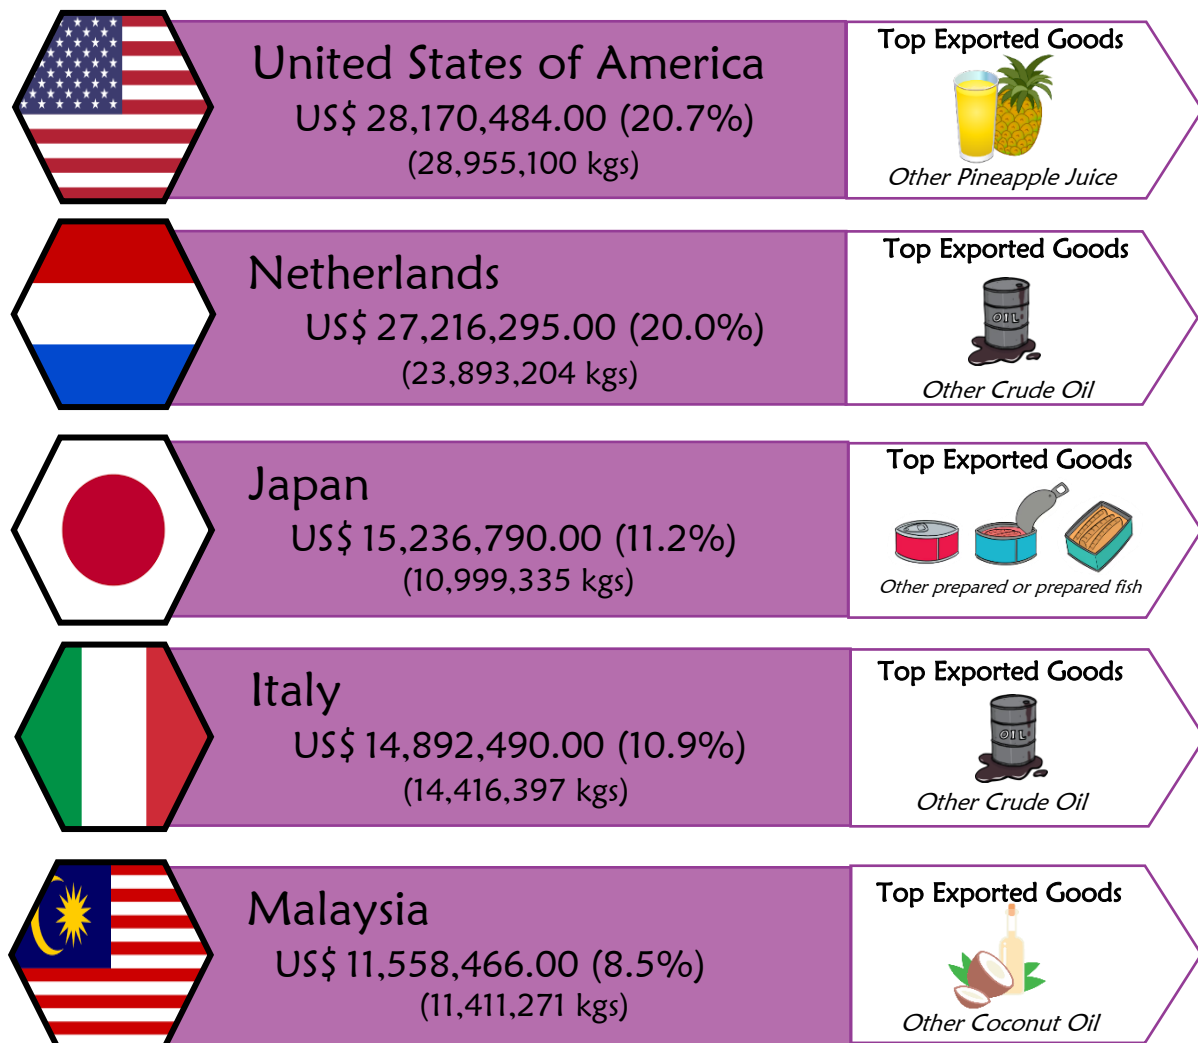 United States of America
US$ 28,170,484.00 (20.7%)
(28,955,100 kgs)
Top Exported Goods
Other Pineapple Juice
Netherlands
US$ 27,216,295.00 (20.0%)
(23,893,204 kgs)
Top Exported Goods
OIL
Other Crude Oil
Japan
US$ 15,236,790.00 (11.2%)
(10,999,335 kgs)
Top Exported Goods
Other prepared or prepared fish
Italy
US$ 14,892,490.00 (10.9%)
(14,416,397 kgs)
Top Exported Goods
OIL
Other Crude Oil
Malaysia
US$ 11,558,466.00 (8.5%)
(11,411,271 kgs)
Top Exported Goods
Other Coconut Oil